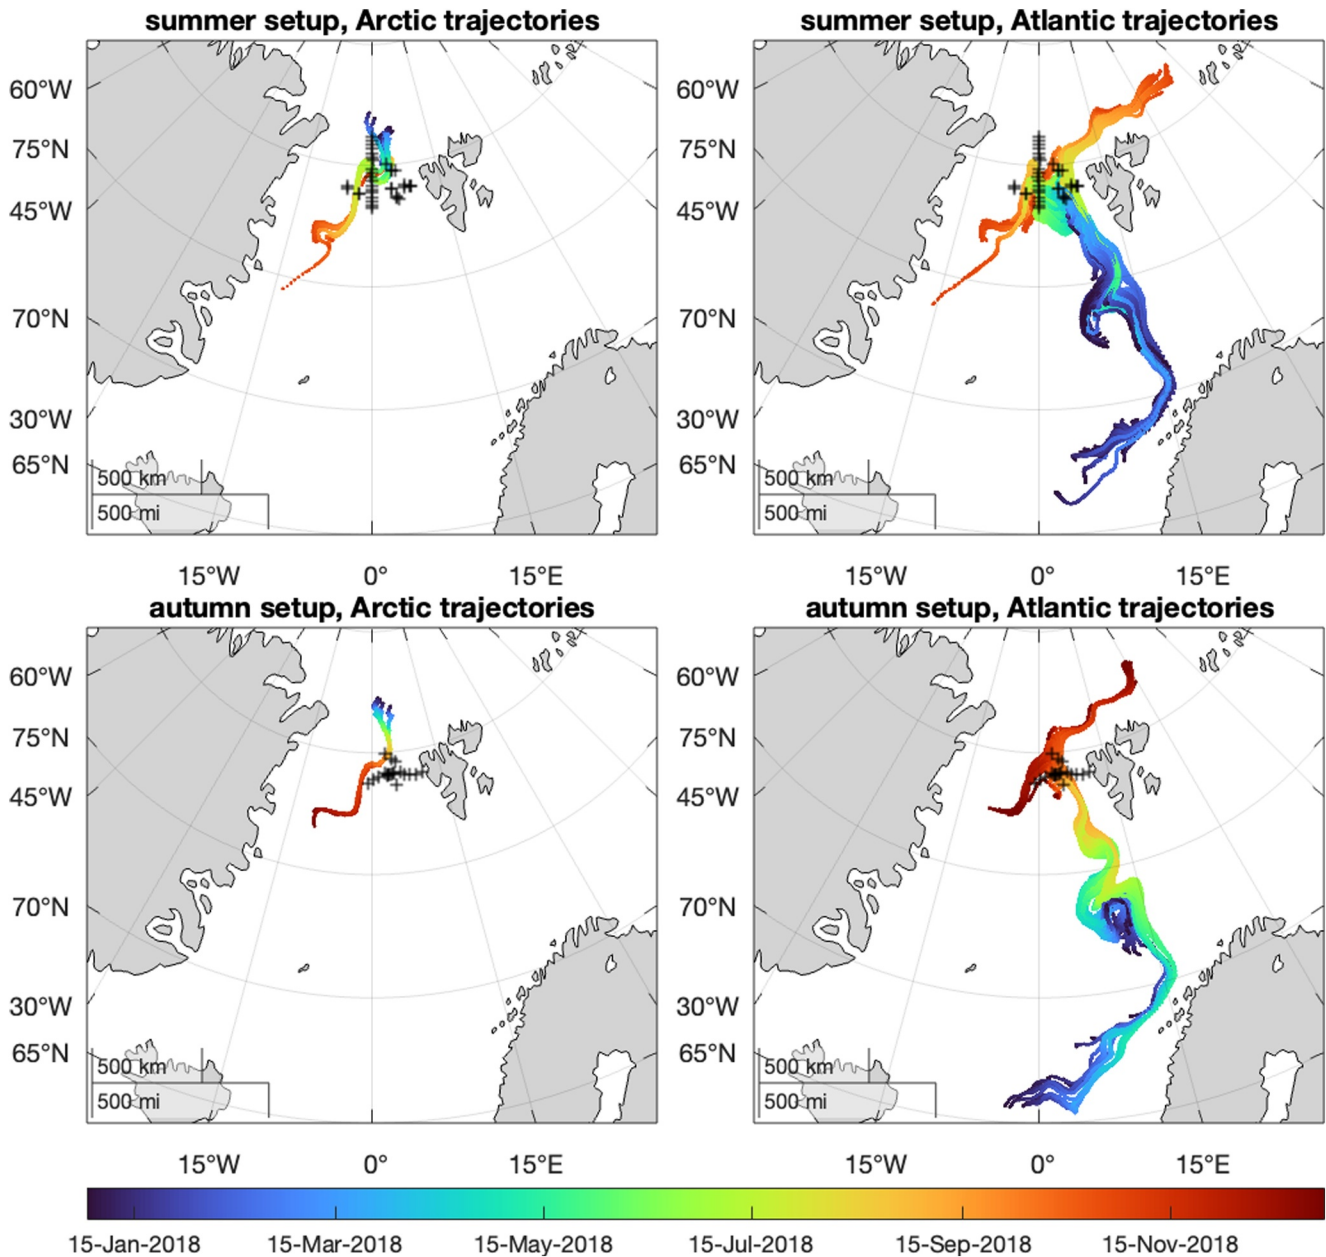 summer setup, Arctic trajectories
summer setup, Atlantic trajectories
60°W
75°N
45°W
70°N
30°W
65°N
500 km
500 mi
15°W 0° 15°E
60°W
75°N
45°W
70°N
30°W
65°N
500 km
500 mi
15°W 0° 15°E
autumn setup, Arctic trajectories
autumn setup, Atlantic trajectories
60°W
75°N
45°W
70°N
30°W
65°N
500 km
500 mi
15°W 0° 15°E
60°W
75°N
45°W
70°N
30°W
65°N
500 km
500 mi
15°W 0° 15°E
15-Jan-2018 15-Mar-2018 15-May-2018 15-Jul-2018 15-Sep-2018 15-Nov-2018